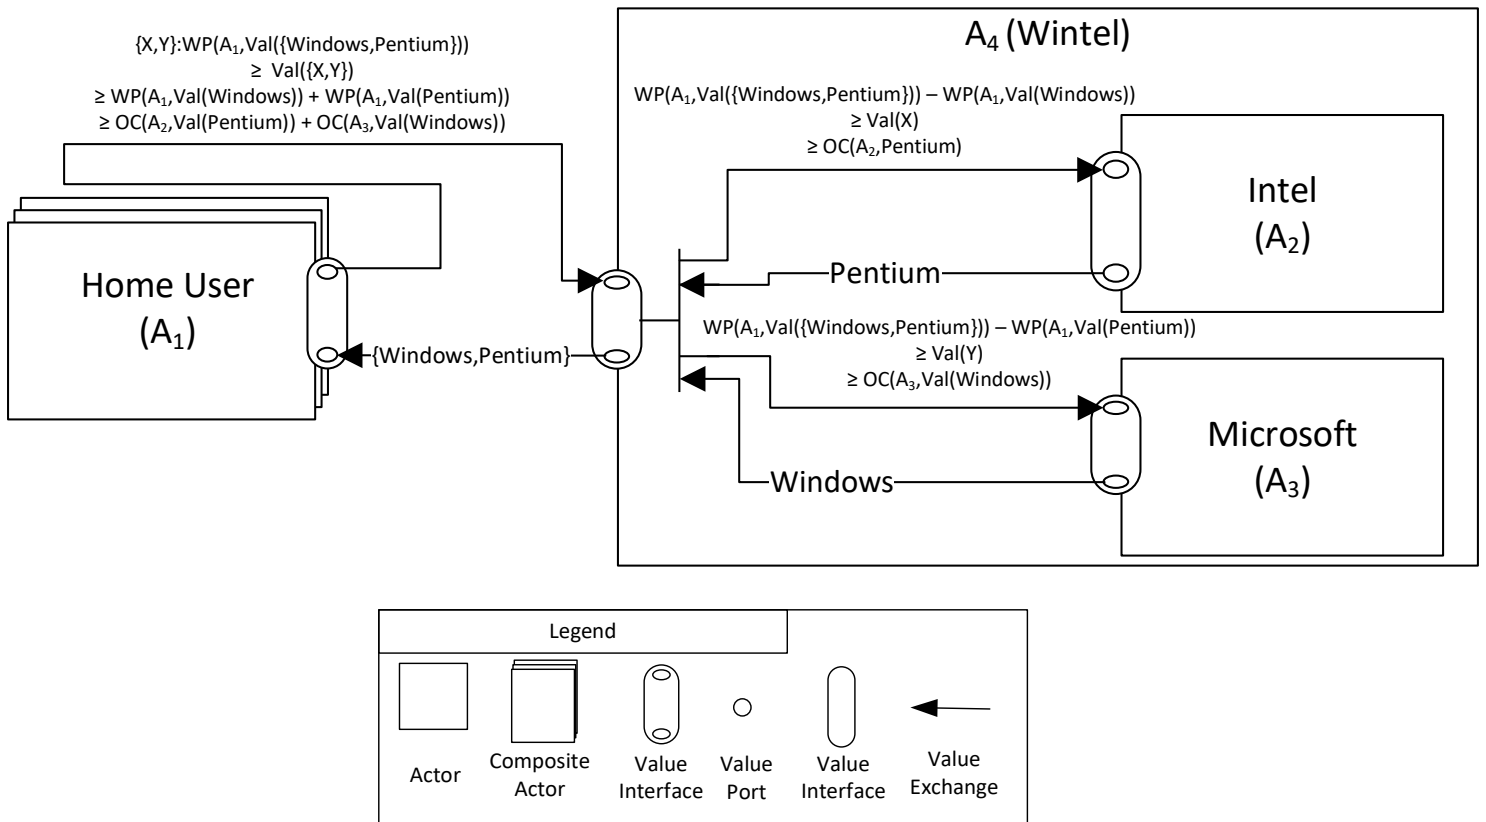 {X,Y}:WP(A₁,Val({Windows,Pentium}))
≥ Val({X,Y})
≥ WP(A₁,Val(Windows)) + WP(A₁,Val(Pentium))
≥ OC(A₂,Val(Pentium)) + OC(A₃,Val(Windows))
A₄ (Wintel)
WP(A₁,Val({Windows,Pentium})) – WP(A₁,Val(Windows))
≥ Val(X)
≥ OC(A₂,Pentium)
Intel
(A₂)
Pentium
Home User
(A₁)
{Windows,Pentium}
WP(A₁,Val({Windows,Pentium})) – WP(A₁,Val(Pentium))
≥ Val(Y)
≥ OC(A₃,Val(Windows))
Microsoft
(A₃)
Windows
Legend
Actor
Composite
Actor
Value
Interface
Value
Port
Value
Interface
Value
Exchange